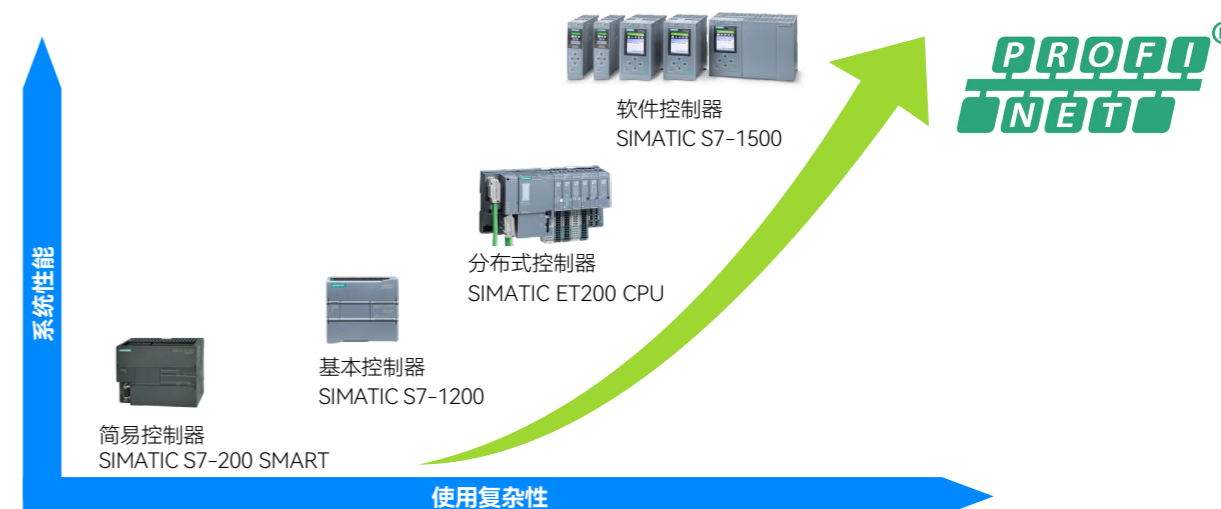 软件控制器
SIMATIC S7-1500
PROFI
NET
分布式控制器
SIMATIC ET200 CPU
系统性能
基本控制器
SIMATIC S7-1200
简易控制器
SIMATIC S7-200 SMART
使用复杂性